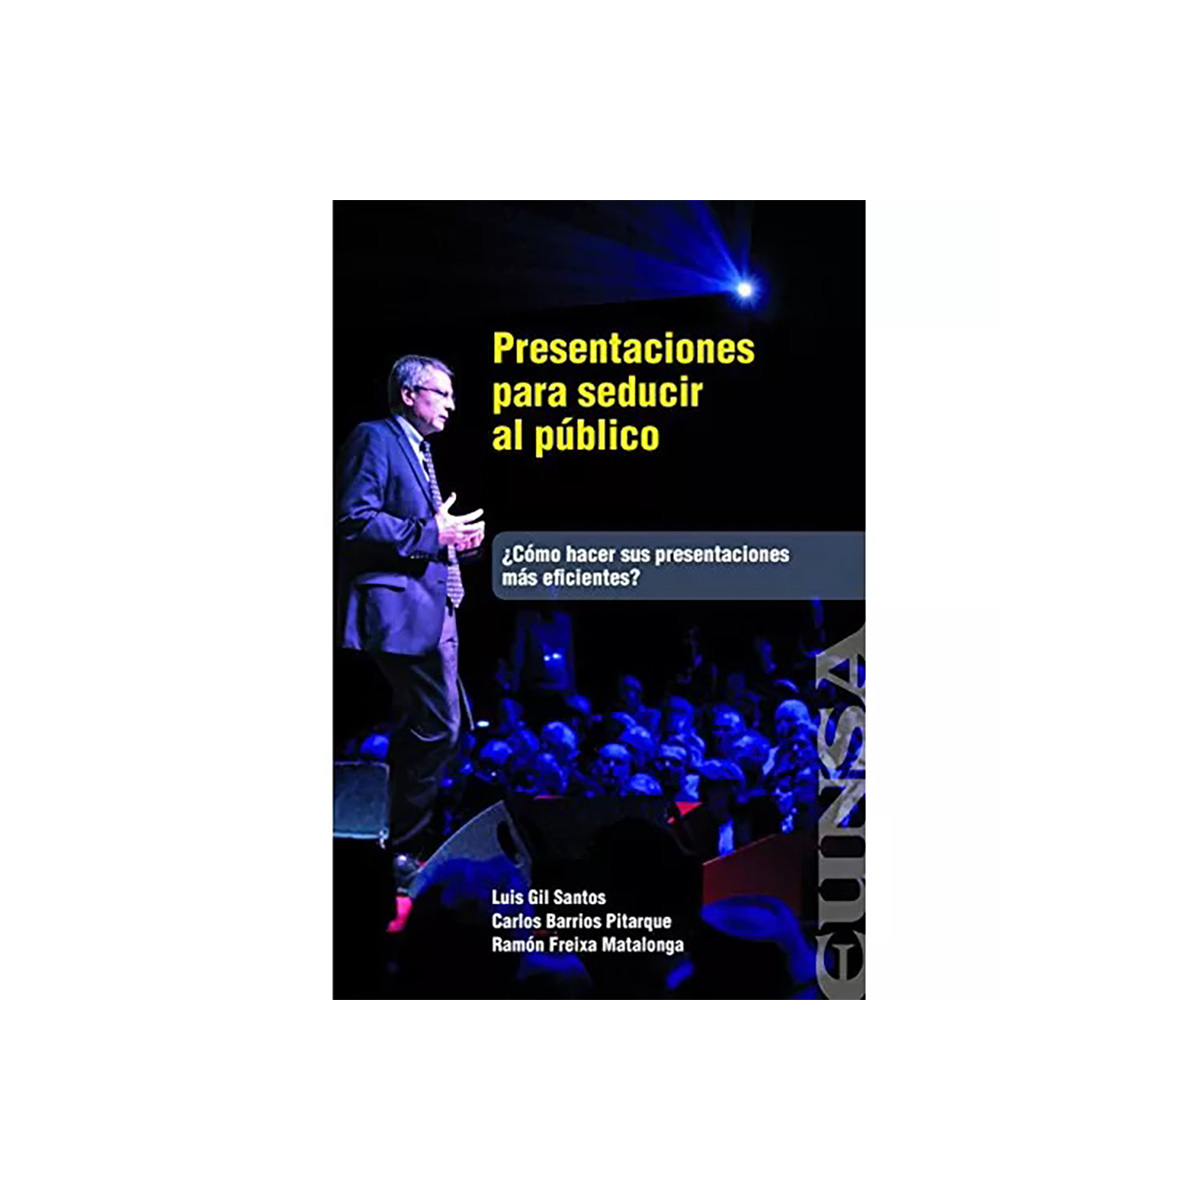 Presentaciones
para seducir
al público
¿Cómo hacer sus presentaciones
más eficientes?
EUNSA
Luis Gil Santos
Carlos Barrios Pitarque
Ramón Freixa Matalonga